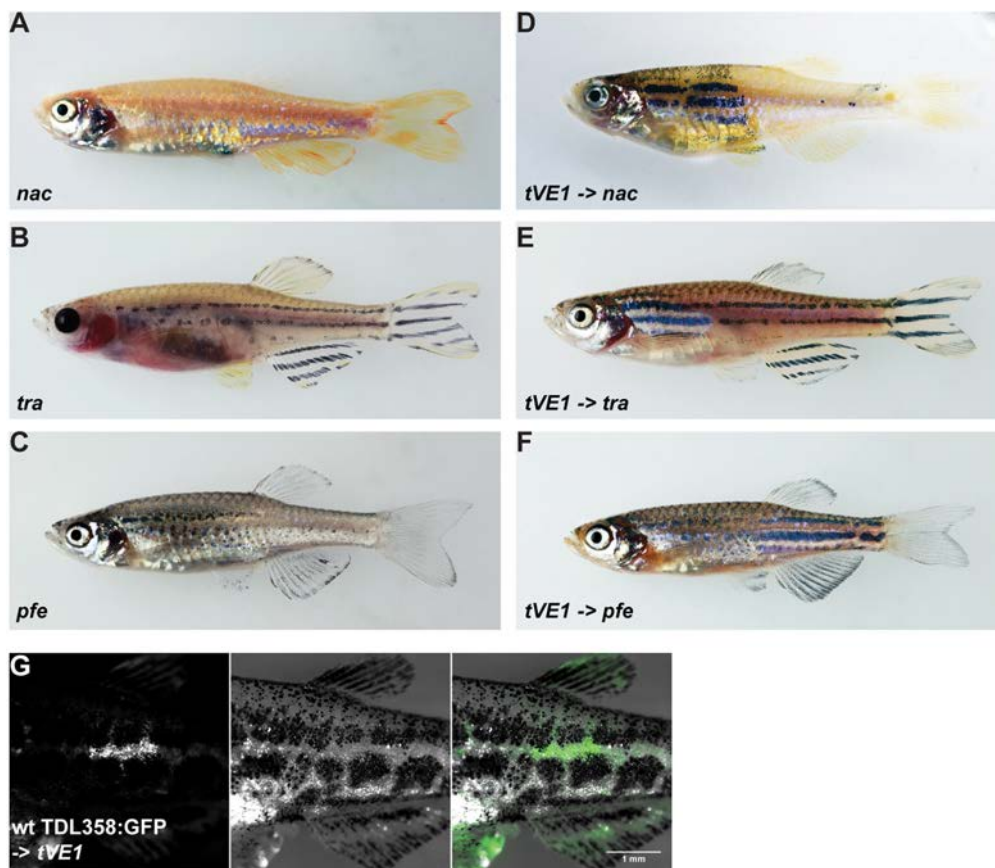 A
nac
D
tVE1 -> nac
B
tra
E
tVE1 -> tra
C
pfe
F
tVE1 -> pfe
G
wt TDL358:GFP
-> tVE1
1 mm